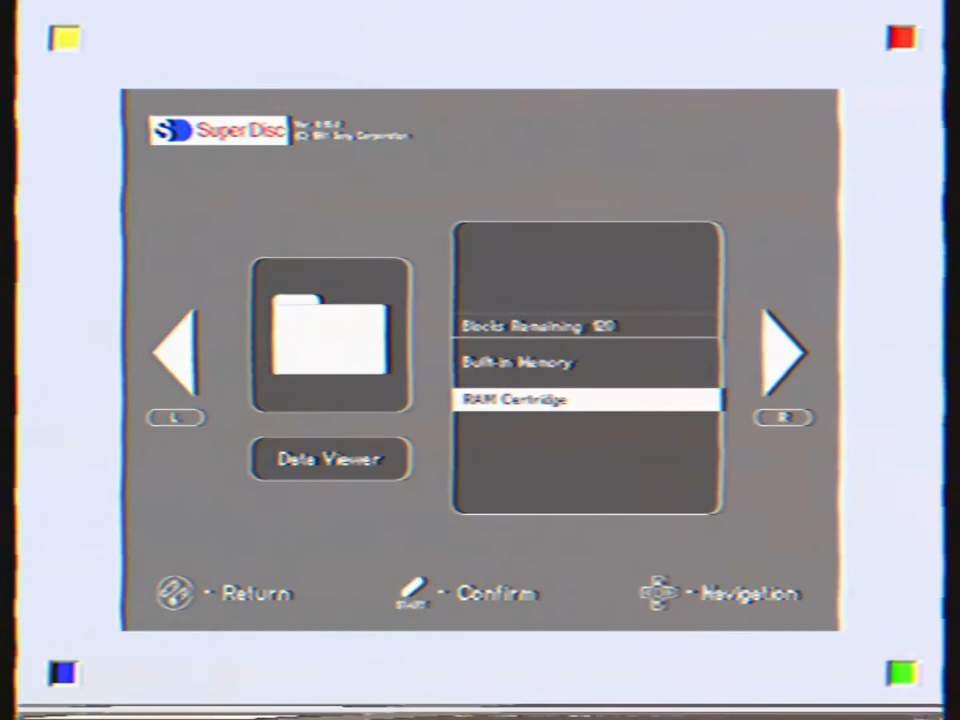 Super Disc
Blocks Remaining 120
Built-in Memory
RAM Cartridge
L
R
Data Viewer
- Return
START
- Confirm
- Navigation